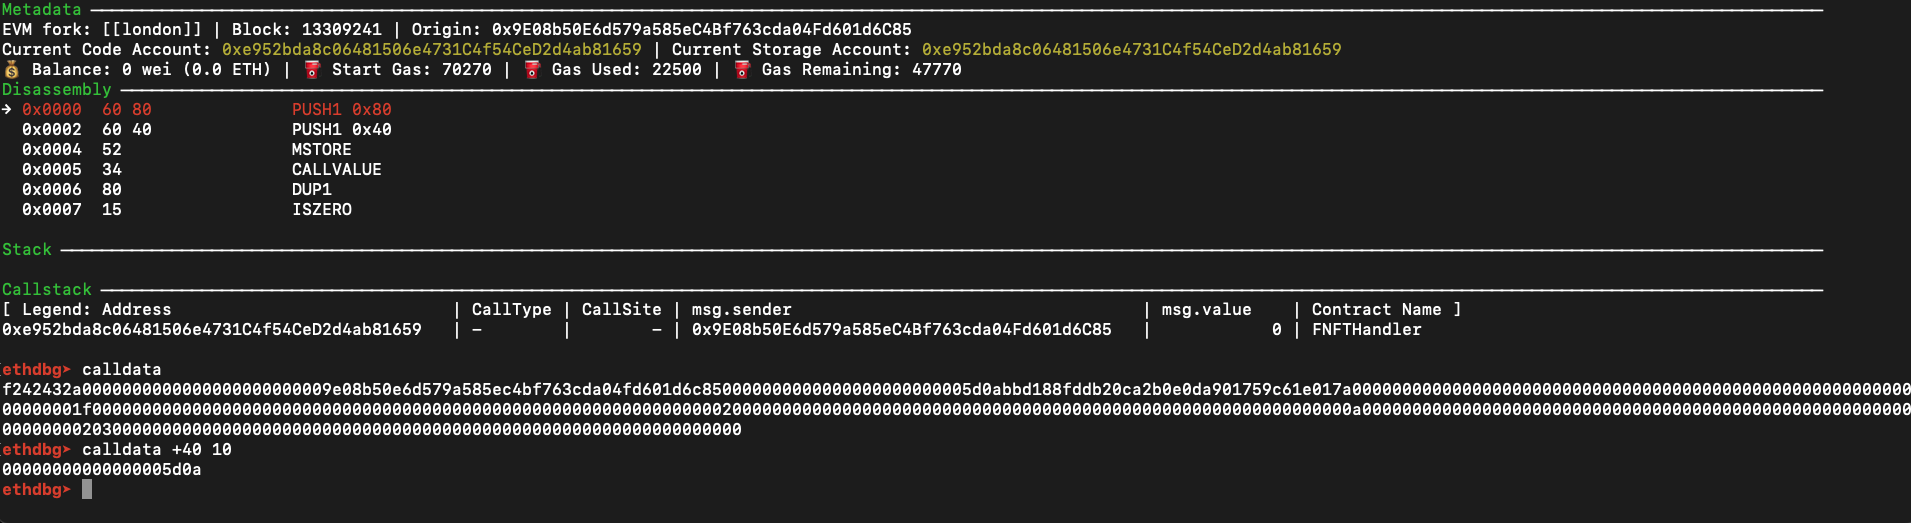 Metadata
EVM fork: [[london]] | Block: 13309241 | Origin: 0x9E08b50E6d579a585eC4Bf763cda04Fd601d6C85
Current Code Account: 0xe952bda8c06481506e4731C4f54CeD2d4ab81659 | Current Storage Account: 0xe952bda8c06481506e4731C4f54CeD2d4ab81659
Balance: 0 wei (0.0 ETH) | Start Gas: 70270 | Gas Used: 22500 | Gas Remaining: 47770
Disassembly
→ 0x0000 60 80 PUSH1 0x80
0x0002 60 40 PUSH1 0x40
0x0004 52 MSTORE
0x0005 34 CALLVALUE
0x0006 80 DUP1
0x0007 15 ISZERO
Stack
Callstack
[ Legend: Address | CallType | CallSite | msg.sender | msg.value | Contract Name ]
0xe952bda8c06481506e4731C4f54CeD2d4ab81659 | - | - | 0x9E08b50E6d579a585eC4Bf763cda04Fd601d6C85 | 0 | FNFTHandler
ethdbg➤ calldata
f242432a0000000000000000000000009e08b50e6d579a585ec4bf763cda04fd601d6c850000000000000000000000005d0abbd188fddb20ca2b0e0da901759c61e017a00000000000000000000000000000000000000000000000000000000
00000001f000000000000000000000000000000000000000000000000000000000000000200000000000000000000000000000000000000000000000000000000000000a0000000000000000000000000000000000000000000000000000000
00000000203000000000000000000000000000000000000000000000000000000000000000
ethdbg➤ calldata +40 10
00000000000000005d0a
ethdbg➤